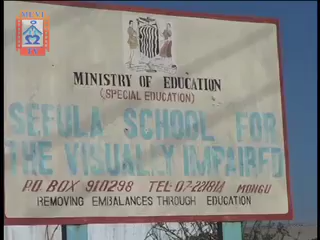 MINISTRY OF EDUCATION
(SPECIAL EDUCATION)
SEFULA SCHOOL FOR
THE VISUALLY IMPAIRED
P.O. BOX 910298 TEL: 07-221814 MONGU
REMOVING EMBALANCES THROUGH EDUCATION